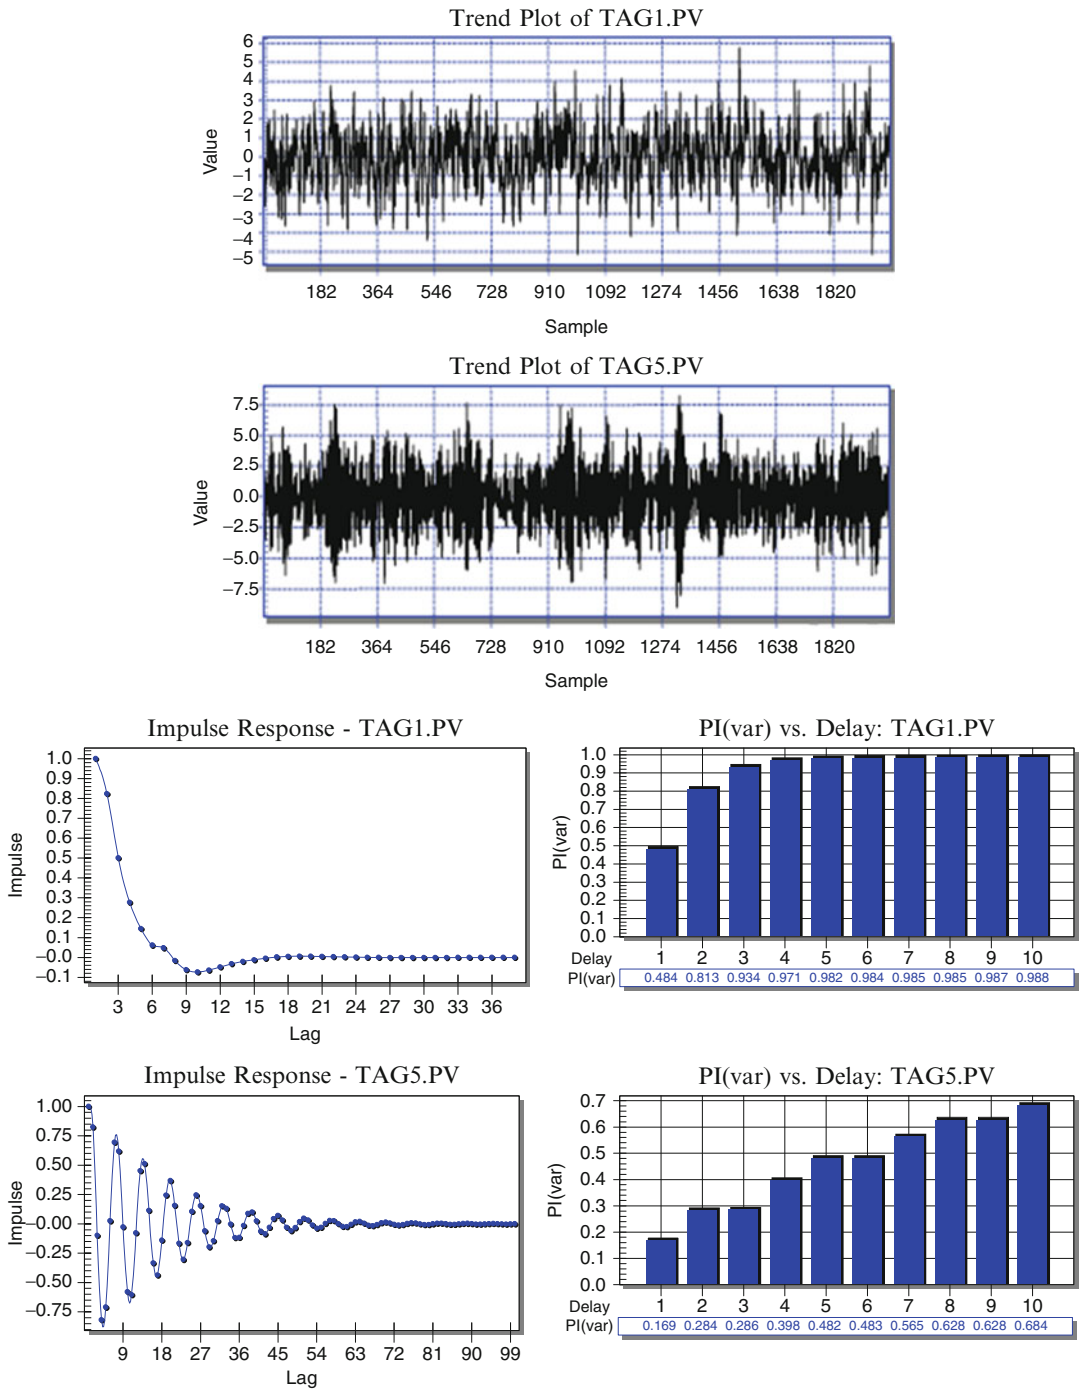 Trend Plot of TAG1.PV
6
5
4
3
2
1
0
−1
−2
−3
−4
−5
Value
182 364 546 728 910 1092 1274 1456 1638 1820
Sample
Trend Plot of TAG5.PV
7.5
5.0
2.5
0.0
−2.5
−5.0
−7.5
Value
182 364 546 728 910 1092 1274 1456 1638 1820
Sample
Impulse Response - TAG1.PV
1.0
0.9
0.8
0.7
0.6
0.5
0.4
0.3
0.2
0.1
−0.0
−0.1
Impulse
3 6 9 12 15 18 21 24 27 30 33 36
Lag
PI(var) vs. Delay: TAG1.PV
1.0
0.9
0.8
0.7
0.6
0.5
0.4
0.3
0.2
0.1
0.0
PI(var)
Delay 1 2 3 4 5 6 7 8 9 10
PI(var) 0.484 0.813 0.934 0.971 0.982 0.984 0.985 0.985 0.987 0.988
Impulse Response - TAG5.PV
1.00
0.75
0.50
0.25
−0.00
−0.25
−0.50
−0.75
Impulse
9 18 27 36 45 54 63 72 81 90 99
Lag
PI(var) vs. Delay: TAG5.PV
0.7
0.6
0.5
0.4
0.3
0.2
0.1
0.0
PI(var)
Delay 1 2 3 4 5 6 7 8 9 10
PI(var) 0.169 0.284 0.286 0.398 0.482 0.483 0.565 0.628 0.628 0.684